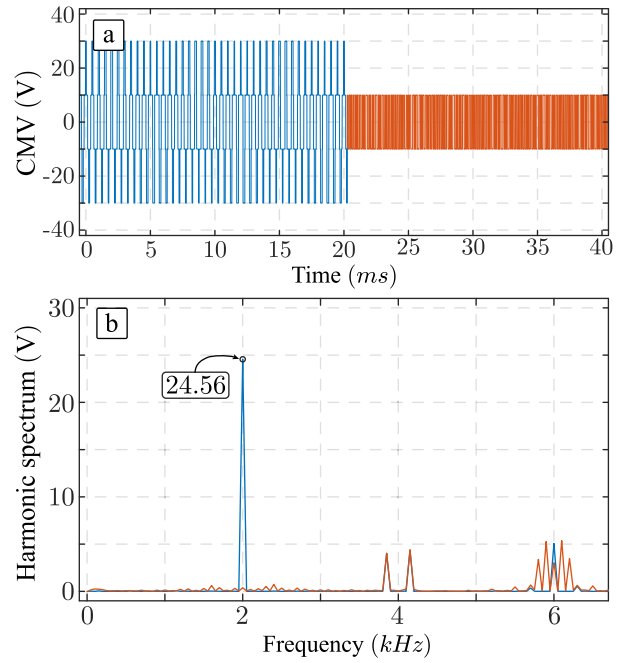 40
a
20
0
-20
-40
CMV (V)
0 5 10 15 20 25 30 35 40
Time (ms)
30
b
24.56
20
10
0
Harmonic spectrum (V)
0 2 4 6
Frequency (kHz)